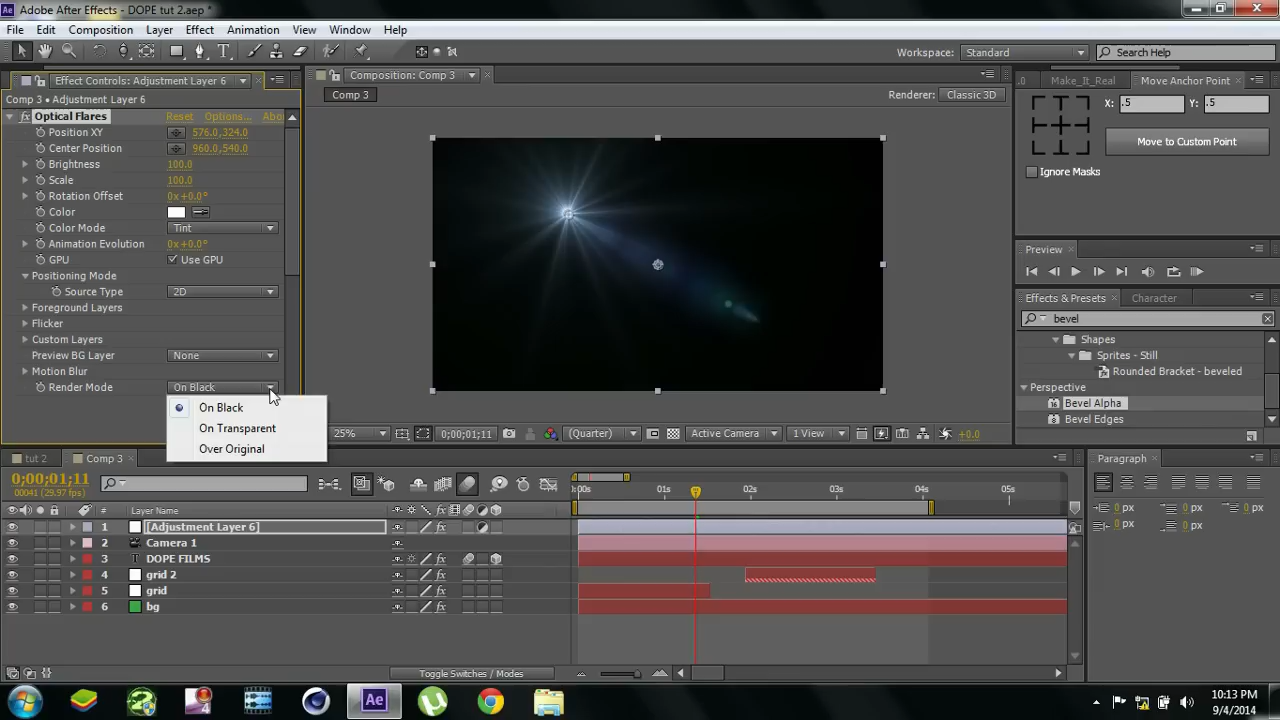 Adobe After Effects - DOPE tut 2.aep *
File Edit Composition Layer Effect Animation View Window Help
Workspace: Standard Search Help
Effect Controls: Adjustment Layer 6
Composition: Comp 3
.0 Make_It_Real Move Anchor Point
Comp 3 • Adjustment Layer 6
Comp 3
Renderer: Classic 3D
X: .5 Y: .5
fx Optical Flares Reset Options... Abo
Position XY 576.0,324.0
Center Position 960.0,540.0
Move to Custom Point
Brightness 100.0
Ignore Masks
Scale 100.0
Rotation Offset 0x+0.0°
Color
Color Mode Tint
Animation Evolution 0x+0.0°
Preview
GPU Use GPU
Positioning Mode
Source Type 2D
Effects & Presets Character
Foreground Layers
bevel
Flicker
Custom Layers
Shapes
Preview BG Layer None
Sprites - Still
Motion Blur
Rounded Bracket - beveled
Render Mode On Black
Perspective
On Black
Bevel Alpha
On Transparent
Bevel Edges
Over Original
25% 0;00;01;11 (Quarter) Active Camera 1 View +0.0
tut 2 Comp 3
Paragraph
0;00;01;11
00041 (29.97 fps)
:00s 01s 02s 03s 04s 05s
# Layer Name
0 px 0 px 0 px
0 px 0 px
1 [Adjustment Layer 6] fx
2 Camera 1
3 T DOPE FILMS fx
4 grid 2 fx
5 grid fx
6 bg fx
Toggle Switches / Modes
4 Ae
10:13 PM
9/4/2014